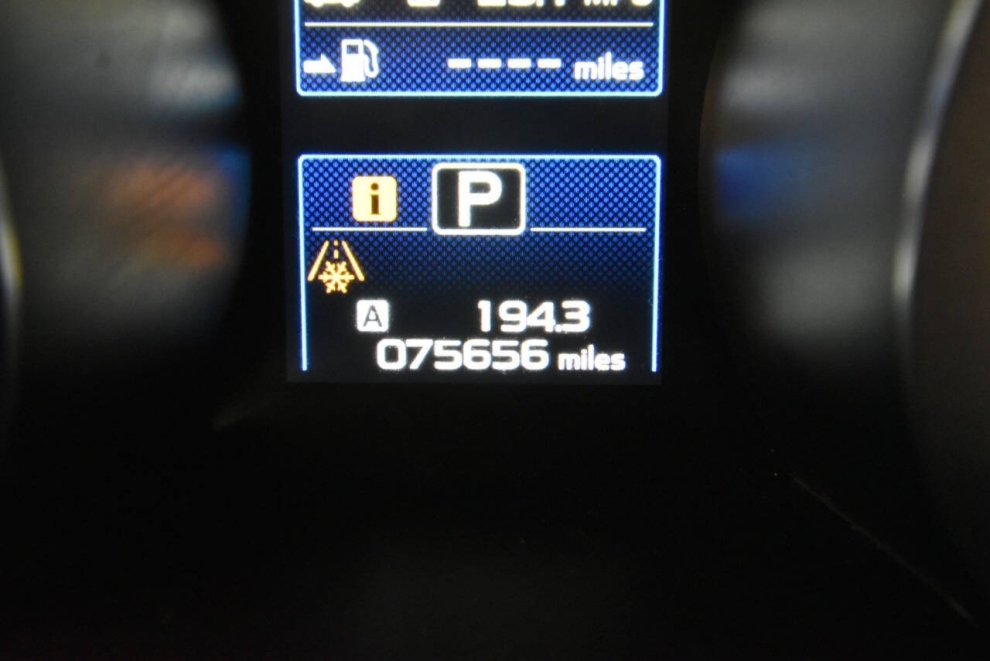 ---- miles
i P
A 194.3
075656 miles